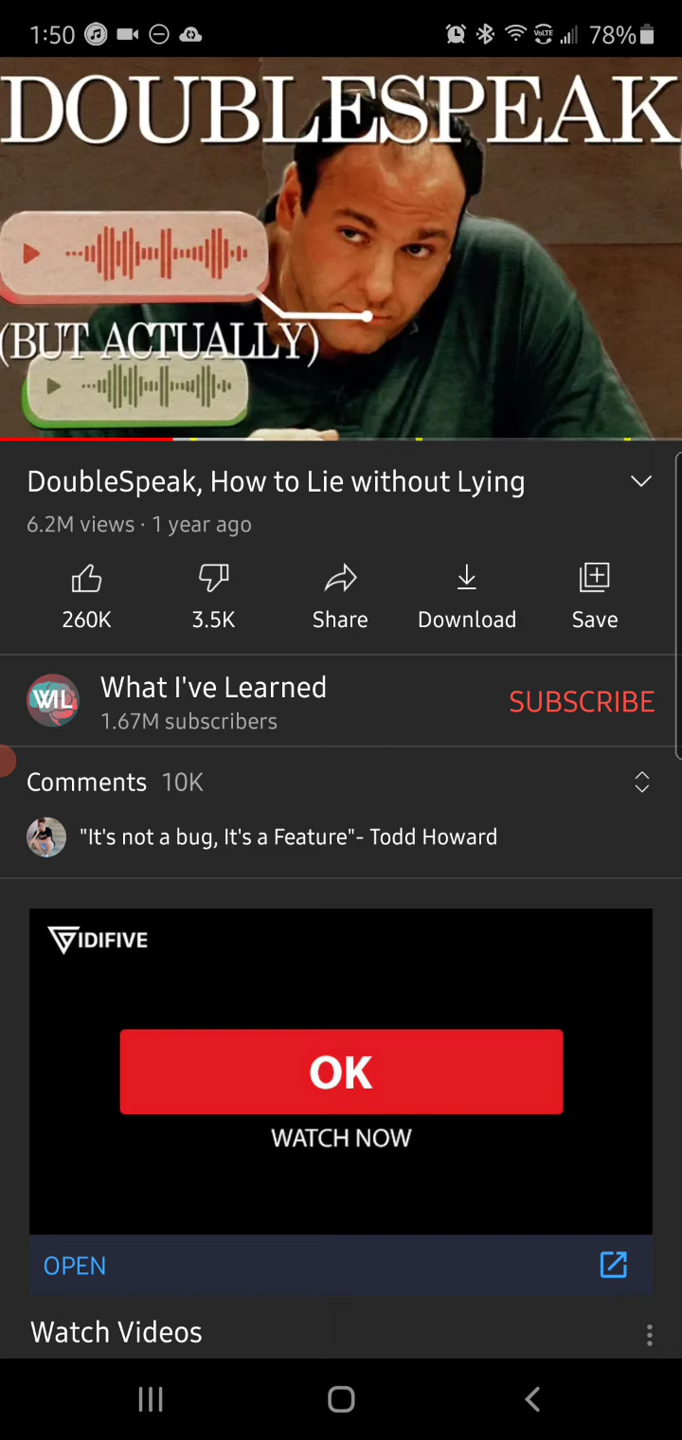 1:50
VoLTE
78%
DOUBLESPEAK
(BUT ACTUALLY)
DoubleSpeak, How to Lie without Lying
6.2M views · 1 year ago
260K
3.5K
Share
Download
Save
WIL
What I've Learned
1.67M subscribers
SUBSCRIBE
Comments 10K
"It's not a bug, It's a Feature"- Todd Howard
VIDIFIVE
OK
WATCH NOW
OPEN
Watch Videos